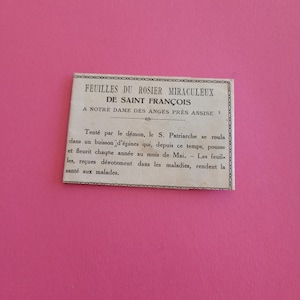 FEUILLES DU ROSIER MIRACULEUX
DE SAINT FRANÇOIS
A NOTRE DAME DES ANGES PRÈS ASSISE
Tenté par le démon, le S. Patriarche se roula
dans un buisson d'épines qui, depuis ce temps, pousse
et fleurit chaque année au mois de Mai. – Les feuil-
les, reçues dévotement dans les maladies, rendent la
santé aux malades.